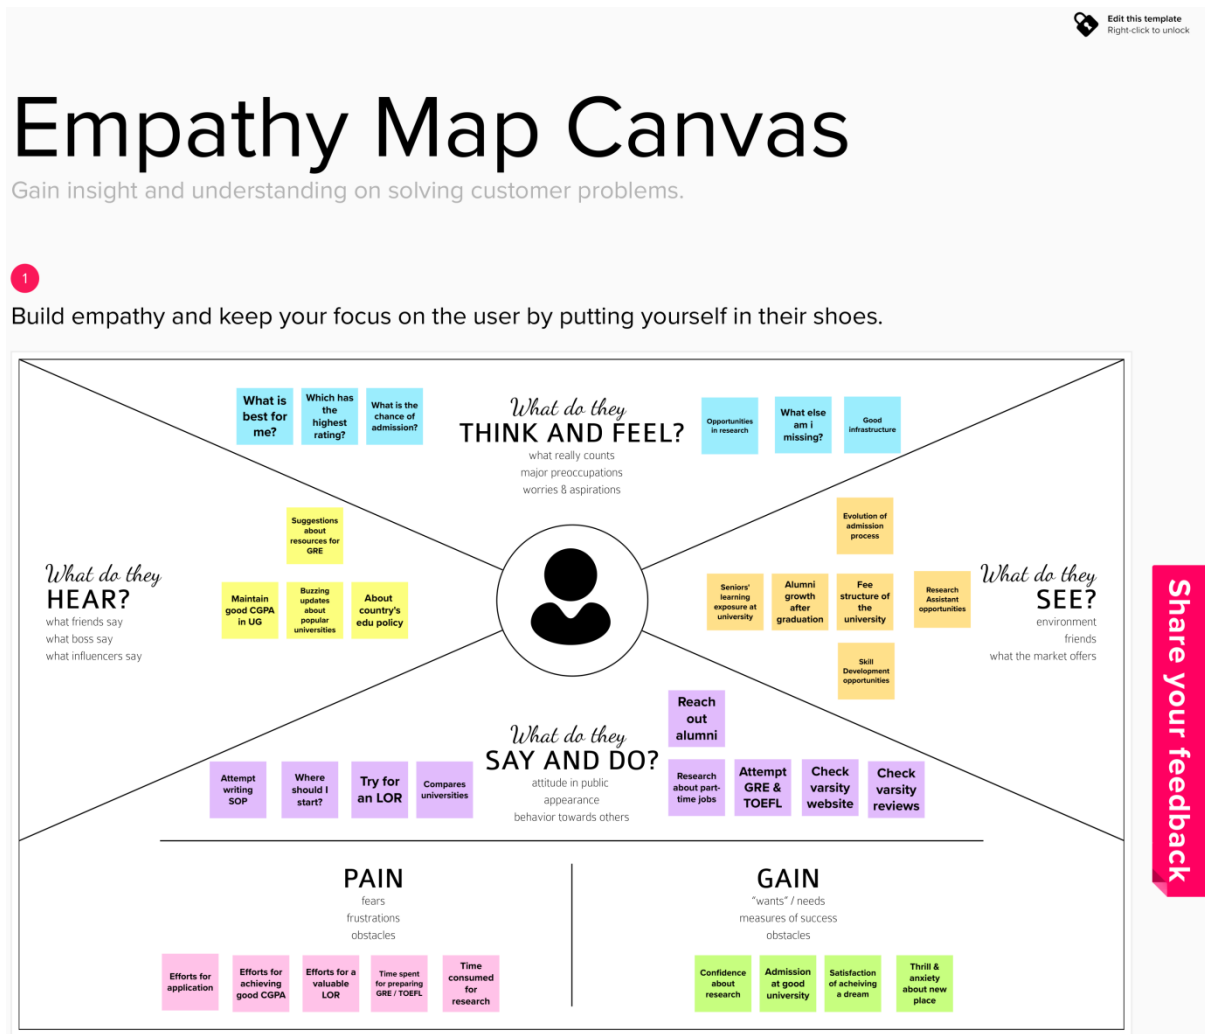 Edit this template
Right-click to unlock
Empathy Map Canvas
Gain insight and understanding on solving customer problems.
1
Build empathy and keep your focus on the user by putting yourself in their shoes.
What is
best for
me?
Which has
the
highest
rating?
What is the
chance of
admission?
What do they
THINK AND FEEL?
what really counts
major preoccupations
worries & aspirations
Opportunities
in research
What else
am i
missing?
Good
infrastructure
What do they
HEAR?
what friends say
what boss say
what influencers say
Suggestions
about
resources for
GRE
Maintain
good CGPA
in UG
Buzzing
updates
about
popular
universities
About
country's
edu policy
Evolution of
admission
process
Seniors'
learning
exposure at
university
Alumni
growth
after
graduation
Fee
structure of
the
university
Research
Assistant
opportunities
Skill
Development
opportunities
What do they
SEE?
environment
friends
what the market offers
Share your feedback
What do they
SAY AND DO?
attitude in public
appearance
behavior towards others
Attempt
writing
SOP
Where
should I
start?
Try for
an LOR
Compares
universities
Reach
out
alumni
Research
about part-
time jobs
Attempt
GRE &
TOEFL
Check
varsity
website
Check
varsity
reviews
PAIN
fears
frustrations
obstacles
Efforts for
application
Efforts for
achieving
good CGPA
Efforts for a
valuable
LOR
Time spent
for preparing
GRE / TOEFL
Time
consumed
for
research
GAIN
"wants" / needs
measures of success
obstacles
Confidence
about
research
Admission
at good
university
Satisfaction
of acheiving
a dream
Thrill &
anxiety
about new
place